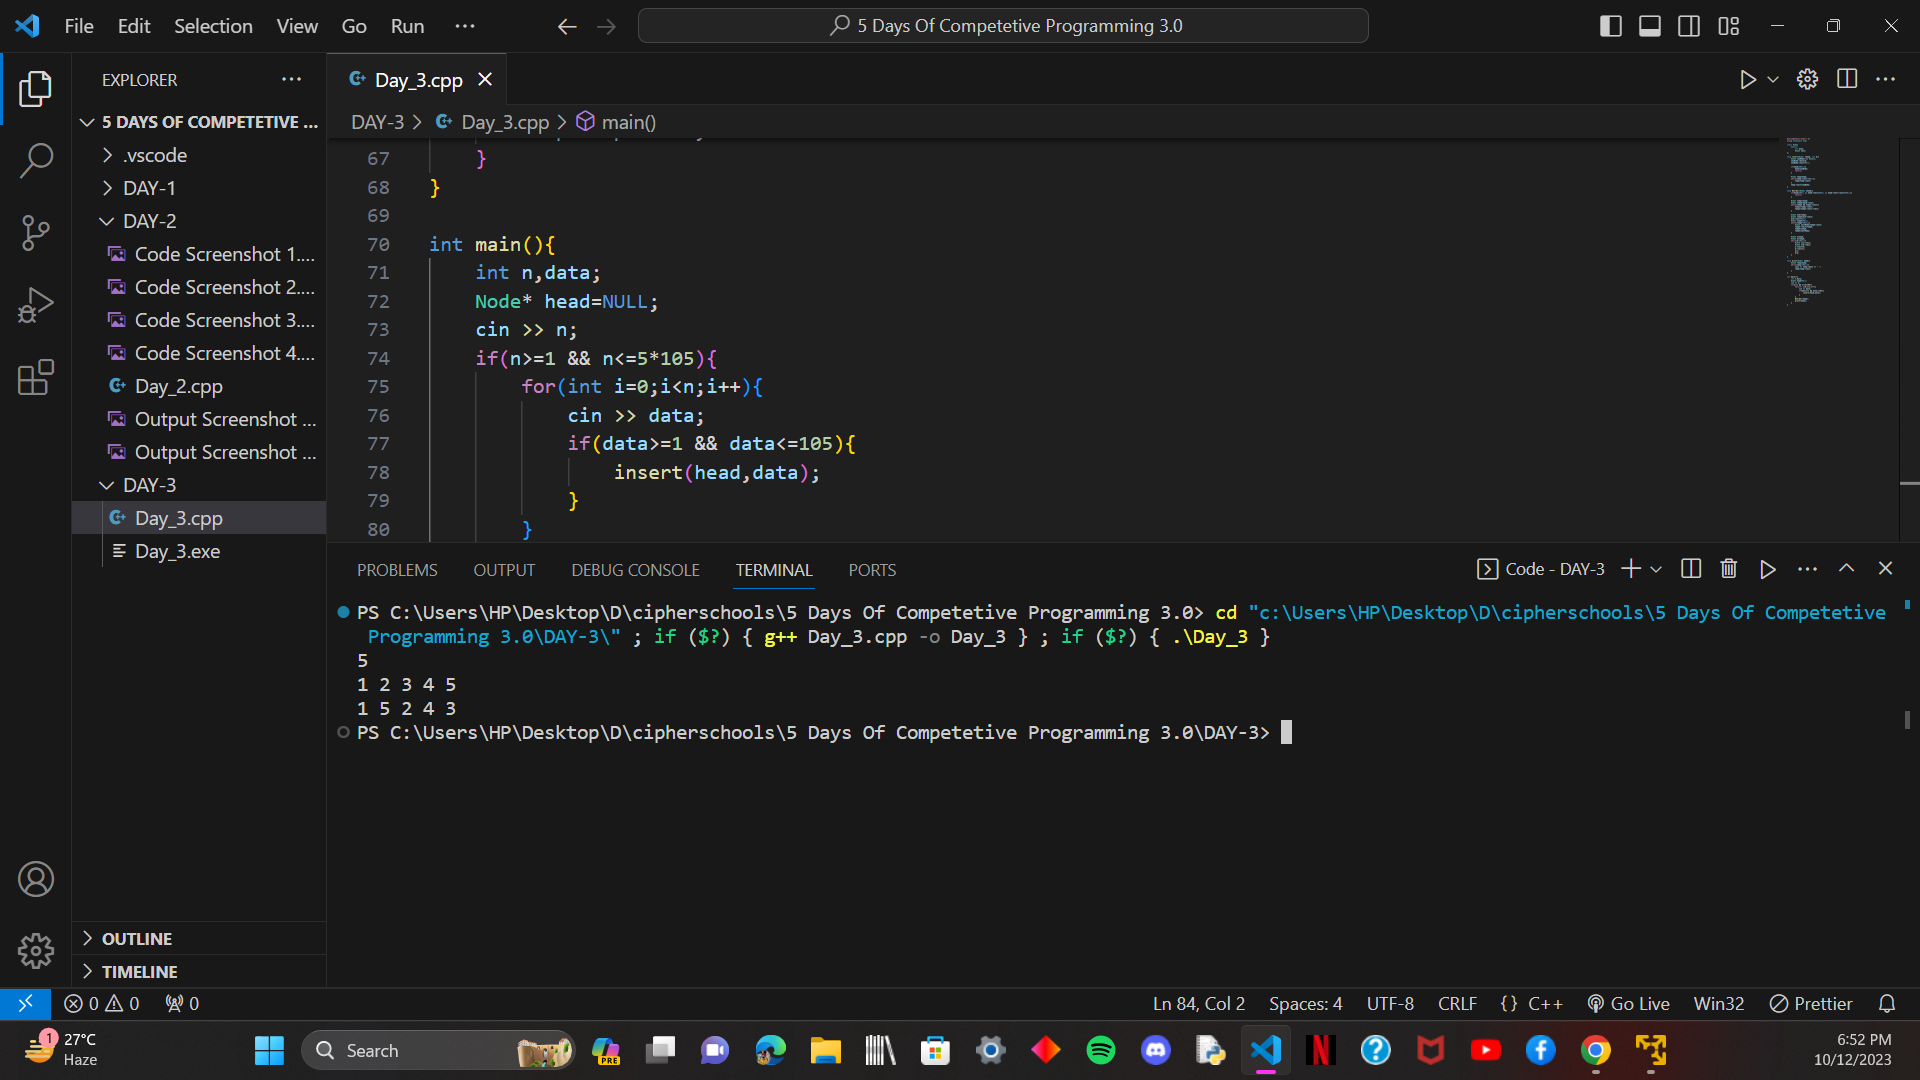 File Edit Selection View Go Run ...
5 Days Of Competetive Programming 3.0
EXPLORER
5 DAYS OF COMPETETIVE ...
.vscode
DAY-1
DAY-2
Code Screenshot 1....
Code Screenshot 2....
Code Screenshot 3....
Code Screenshot 4....
Day_2.cpp
Output Screenshot ...
Output Screenshot ...
DAY-3
Day_3.cpp
Day_3.exe
OUTLINE
TIMELINE
Day_3.cpp
DAY-3 > Day_3.cpp > main()
67 }
68 }
69
70 int main(){
71 int n,data;
72 Node* head=NULL;
73 cin >> n;
74 if(n>=1 && n<=5*105){
75 for(int i=0;i<n;i++){
76 cin >> data;
77 if(data>=1 && data<=105){
78 insert(head,data);
79 }
80 }
PROBLEMS OUTPUT DEBUG CONSOLE TERMINAL PORTS
Code - DAY-3
PS C:\Users\HP\Desktop\D\cipherschools\5 Days Of Competetive Programming 3.0> cd "c:\Users\HP\Desktop\D\cipherschools\5 Days Of Competetive
Programming 3.0\DAY-3\" ; if ($?) { g++ Day_3.cpp -o Day_3 } ; if ($?) { .\Day_3 }
5
1 2 3 4 5
1 5 2 4 3
PS C:\Users\HP\Desktop\D\cipherschools\5 Days Of Competetive Programming 3.0\DAY-3>
0 0 0
Ln 84, Col 2 Spaces: 4 UTF-8 CRLF {} C++ Go Live Win32 Prettier
1
27°C
Haze
Search
PRE
6:52 PM
10/12/2023